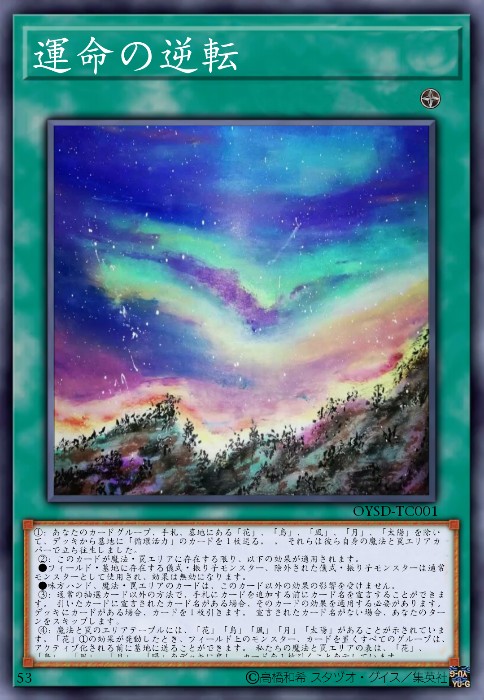 運命の逆転
OYSD-TC001
①:あなたのカードグループ、手札、墓地にある「花」、「鳥」、「風」、「月」、「太陽」を除いて、デッキから墓地に「循環活力」のカードを1枚送る。 . それらは彼ら自身の魔法と罠エリアカバーで立ち往生しました。
②:このカードが魔法・罠エリアに存在する限り、以下の効果が適用されます。
●フィールド・墓地に存在する儀式・振り子モンスター、除外された儀式・振り子モンスターは通常モンスターとして使用され、効果は無効になります。
●味方ハンド、魔法・罠エリアのカードは、このカード以外の効果の影響を受けません。
③:通常の抽選カード以外の方法で、手札にカードを追加する前にカード名を宣言することができます。引いたカードに宣言されたカード名がある場合、そのカードの効果を適用する必要があります。デッキにカードがある場合、カードを1枚引きます。 宣言されたカード名がない場合、あなたのターンをスキップします。
④:魔法と罠のエリアテーブルには、「花」「鳥」「風」「月」「太陽」があることが示されています。「花」①の効果が発動したとき、フィールド上のモンスター、カードを置くすべてのグループは、アクティブ化される前に墓地に送ることができます。 私たちの魔法と罠エリアの表は、「花」、
53
©高橋和希 スタジオ・ダイス/集英社